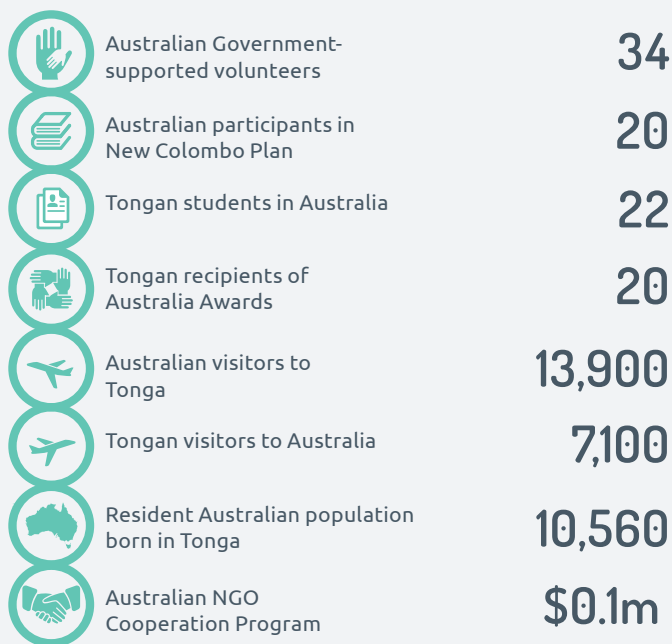 Australian Government-
supported volunteers
34
Australian participants in
New Colombo Plan
20
Tongan students in Australia
22
Tongan recipients of
Australia Awards
20
Australian visitors to
Tonga
13,900
Tongan visitors to Australia
7,100
Resident Australian population
born in Tonga
10,560
Australian NGO
Cooperation Program
$0.1m